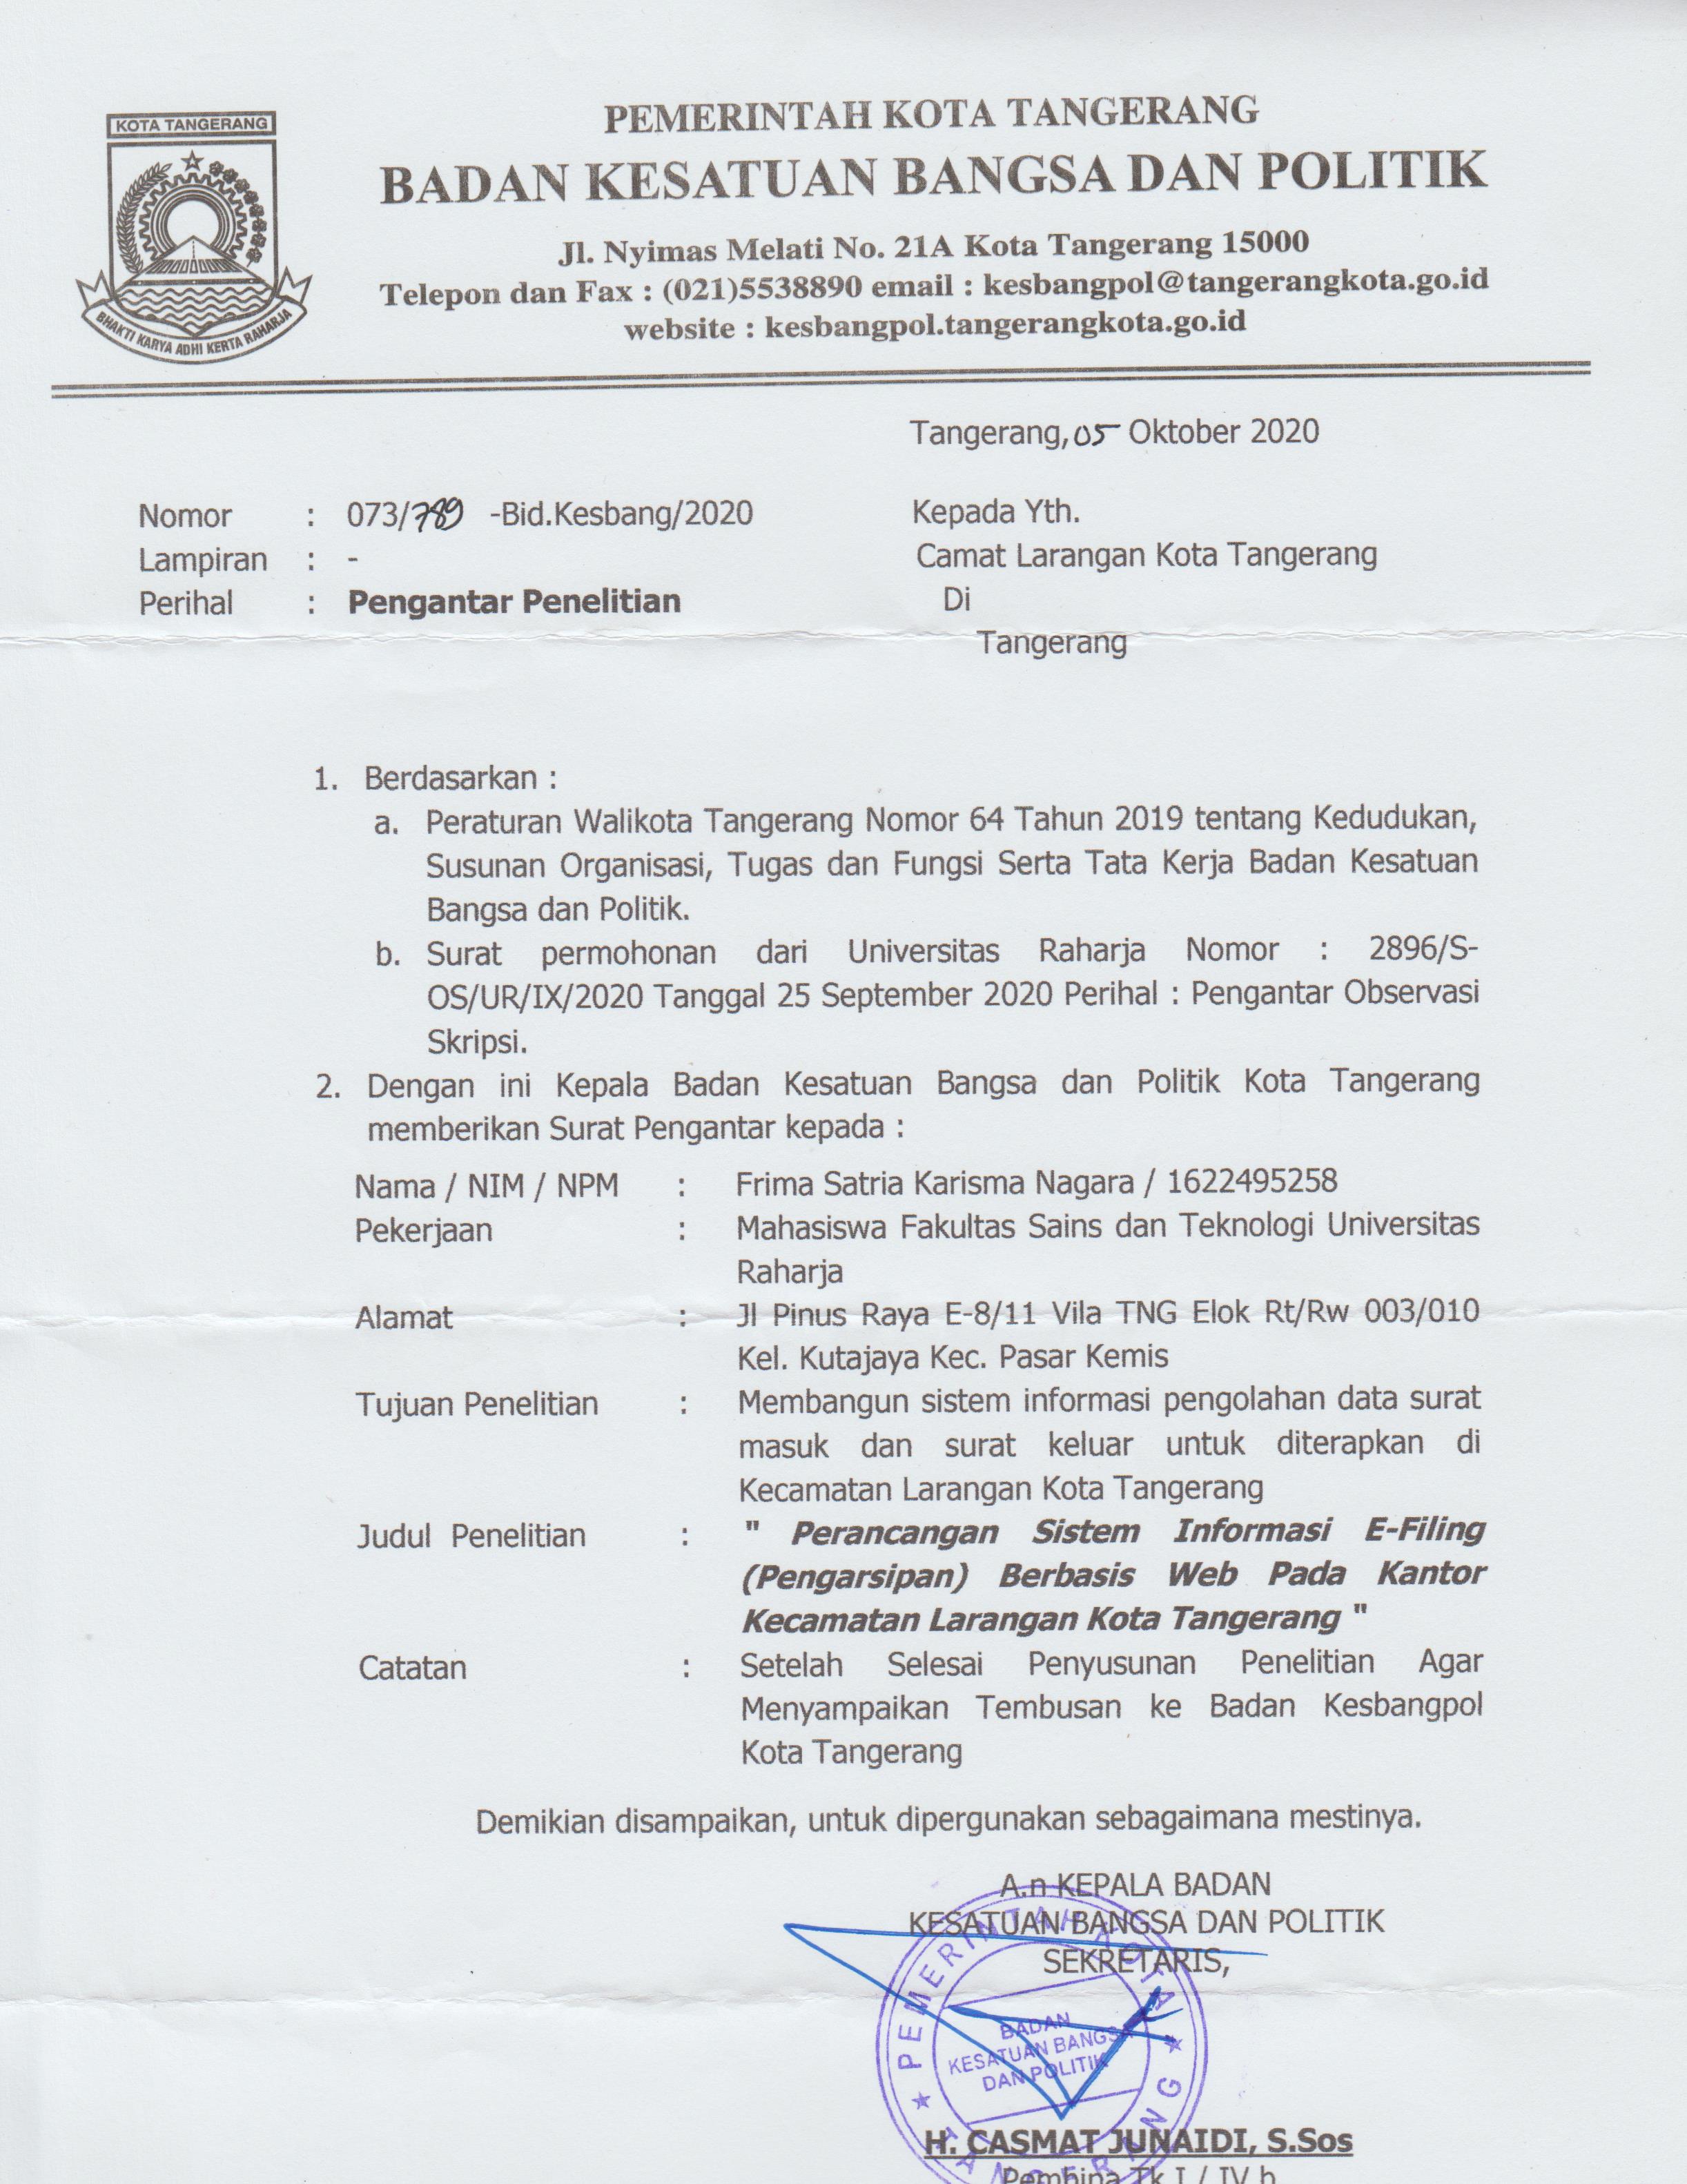 KOTA TANGERANG
BHAKTI KARYA ADHI KERTA RAHARJA
PEMERINTAH KOTA TANGERANG
BADAN KESATUAN BANGSA DAN POLITIK
Jl. Nyimas Melati No. 21A Kota Tangerang 15000
Telepon dan Fax : (021)5538890 email : kesbangpol@tangerangkota.go.id
website : kesbangpol.tangerangkota.go.id
Tangerang, 05 Oktober 2020
Nomor : 073/789 -Bid.Kesbang/2020
Lampiran : -
Perihal : Pengantar Penelitian
Kepada Yth.
Camat Larangan Kota Tangerang
Di
Tangerang
1. Berdasarkan :
a. Peraturan Walikota Tangerang Nomor 64 Tahun 2019 tentang Kedudukan,
Susunan Organisasi, Tugas dan Fungsi Serta Tata Kerja Badan Kesatuan
Bangsa dan Politik.
b. Surat permohonan dari Universitas Raharja Nomor : 2896/S-
OS/UR/IX/2020 Tanggal 25 September 2020 Perihal : Pengantar Observasi
Skripsi.
2. Dengan ini Kepala Badan Kesatuan Bangsa dan Politik Kota Tangerang
memberikan Surat Pengantar kepada :
Nama / NIM / NPM : Frima Satria Karisma Nagara / 1622495258
Pekerjaan : Mahasiswa Fakultas Sains dan Teknologi Universitas
Raharja
Alamat : Jl Pinus Raya E-8/11 Vila TNG Elok Rt/Rw 003/010
Kel. Kutajaya Kec. Pasar Kemis
Tujuan Penelitian : Membangun sistem informasi pengolahan data surat
masuk dan surat keluar untuk diterapkan di
Kecamatan Larangan Kota Tangerang
Judul Penelitian : " Perancangan Sistem Informasi E-Filing
(Pengarsipan) Berbasis Web Pada Kantor
Kecamatan Larangan Kota Tangerang "
Catatan : Setelah Selesai Penyusunan Penelitian Agar
Menyampaikan Tembusan ke Badan Kesbangpol
Kota Tangerang
Demikian disampaikan, untuk dipergunakan sebagaimana mestinya.
A.n KEPALA BADAN
KESATUAN BANGSA DAN POLITIK
SEKRETARIS,
PEMERINTAH KOTA
TANGERANG
BADAN
KESATUAN BANGSA
DAN POLITIK
H. CASMAT JUNAIDI, S.Sos
Pembina Tk I / IV b